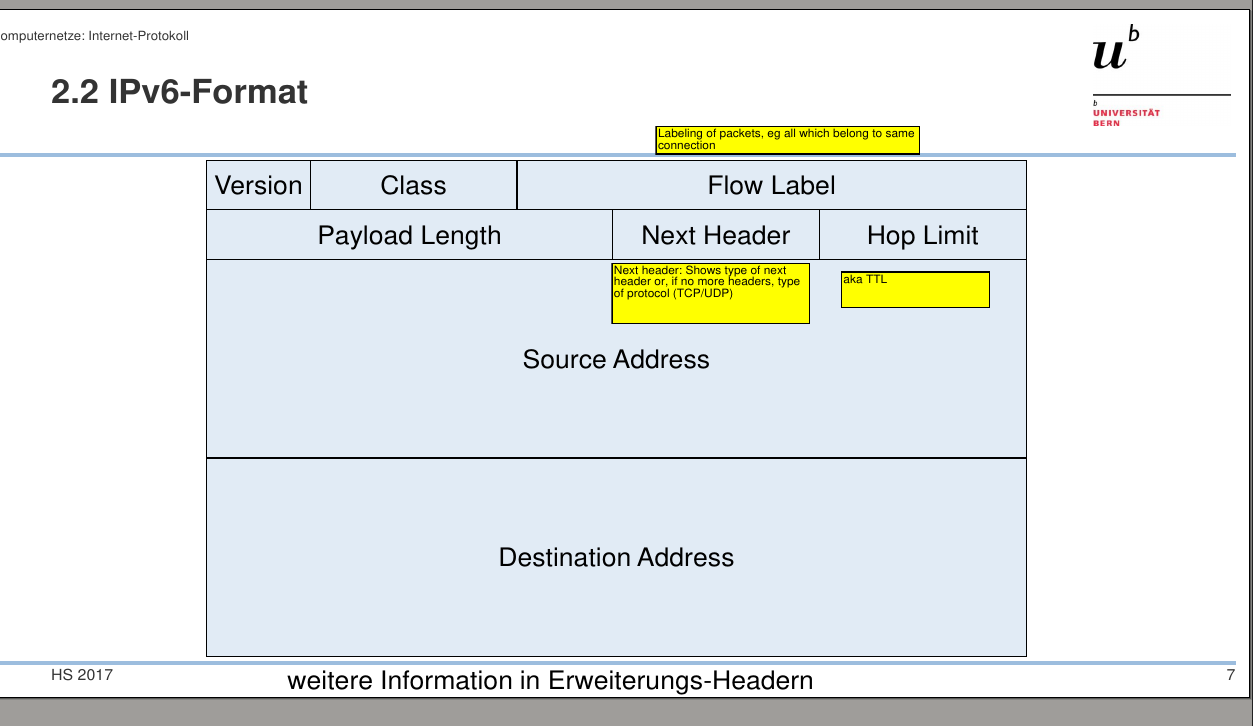 omputernetze: Internet-Protokoll
u
b
2.2 IPv6-Format
b
UNIVERSITÄT
BERN
Labeling of packets, eg all which belong to same
connection
Version Class Flow Label
Payload Length Next Header Hop Limit
Next header: Shows type of next
header or, if no more headers, type
of protocol (TCP/UDP)
aka TTL
Source Address
Destination Address
HS 2017
weitere Information in Erweiterungs-Headern
7